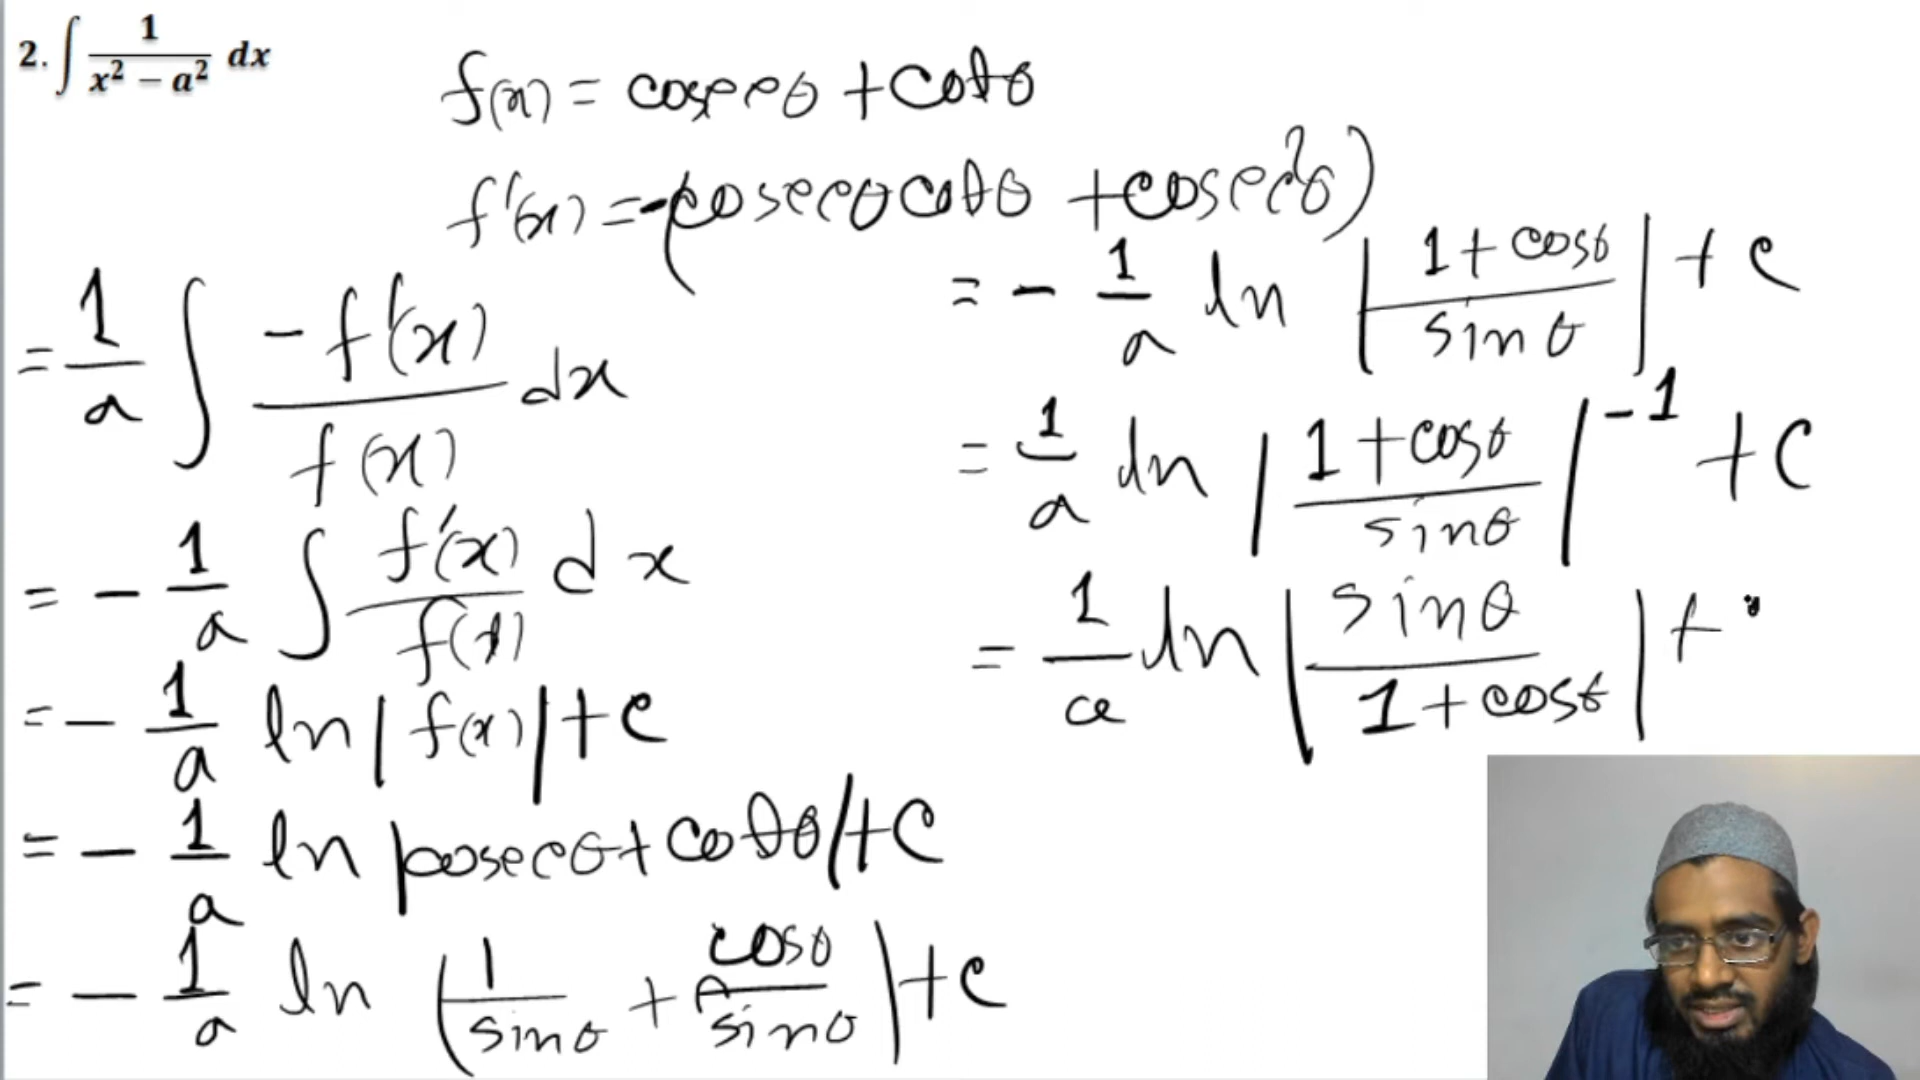 2. ∫ 1/(x² − a²) dx
f(x) = cosecθ + cotθ
f'(x) = -(cosecθ cotθ + cosec²θ)
= 1/a ∫ -f'(x)/f(x) dx
= - 1/a ∫ f'(x)/f(x) dx
= - 1/a ln |f(x)| + c
= - 1/a ln |cosecθ + cotθ| + c
= - 1/a ln |1/sinθ + cosθ/sinθ| + c
= - 1/a ln |(1 + cosθ)/sinθ| + c
= 1/a ln |(1 + cosθ)/sinθ|⁻¹ + c
= 1/a ln |sinθ/(1 + cosθ)| +